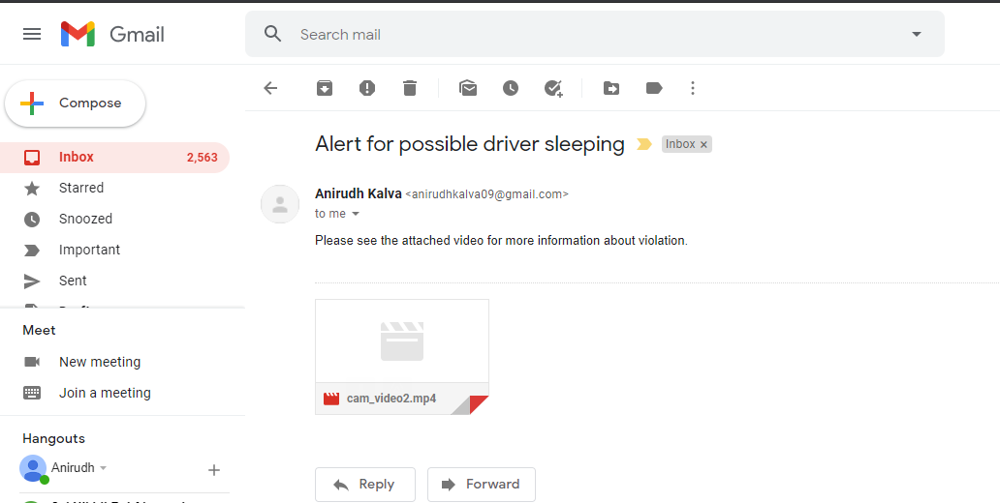 Gmail
Search mail
Compose
Inbox 2,563
Starred
Snoozed
Important
Sent
Meet
New meeting
Join a meeting
Hangouts
Anirudh
Alert for possible driver sleeping Inbox x
Anirudh Kalva <anirudhkalva09@gmail.com>
to me
Please see the attached video for more information about violation.
cam_video2.mp4
Reply Forward